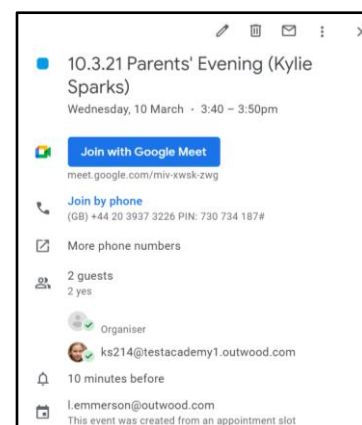 10.3.21 Parents' Evening (Kylie
Sparks)
Wednesday, 10 March · 3:40 – 3:50pm
Join with Google Meet
meet.google.com/miv-xwsk-zwg
Join by phone
(GB) +44 20 3937 3226 PIN: 730 734 187#
More phone numbers
2 guests
2 yes
Organiser
ks214@testacademy1.outwood.com
10 minutes before
l.emmerson@outwood.com
This event was created from an appointment slot